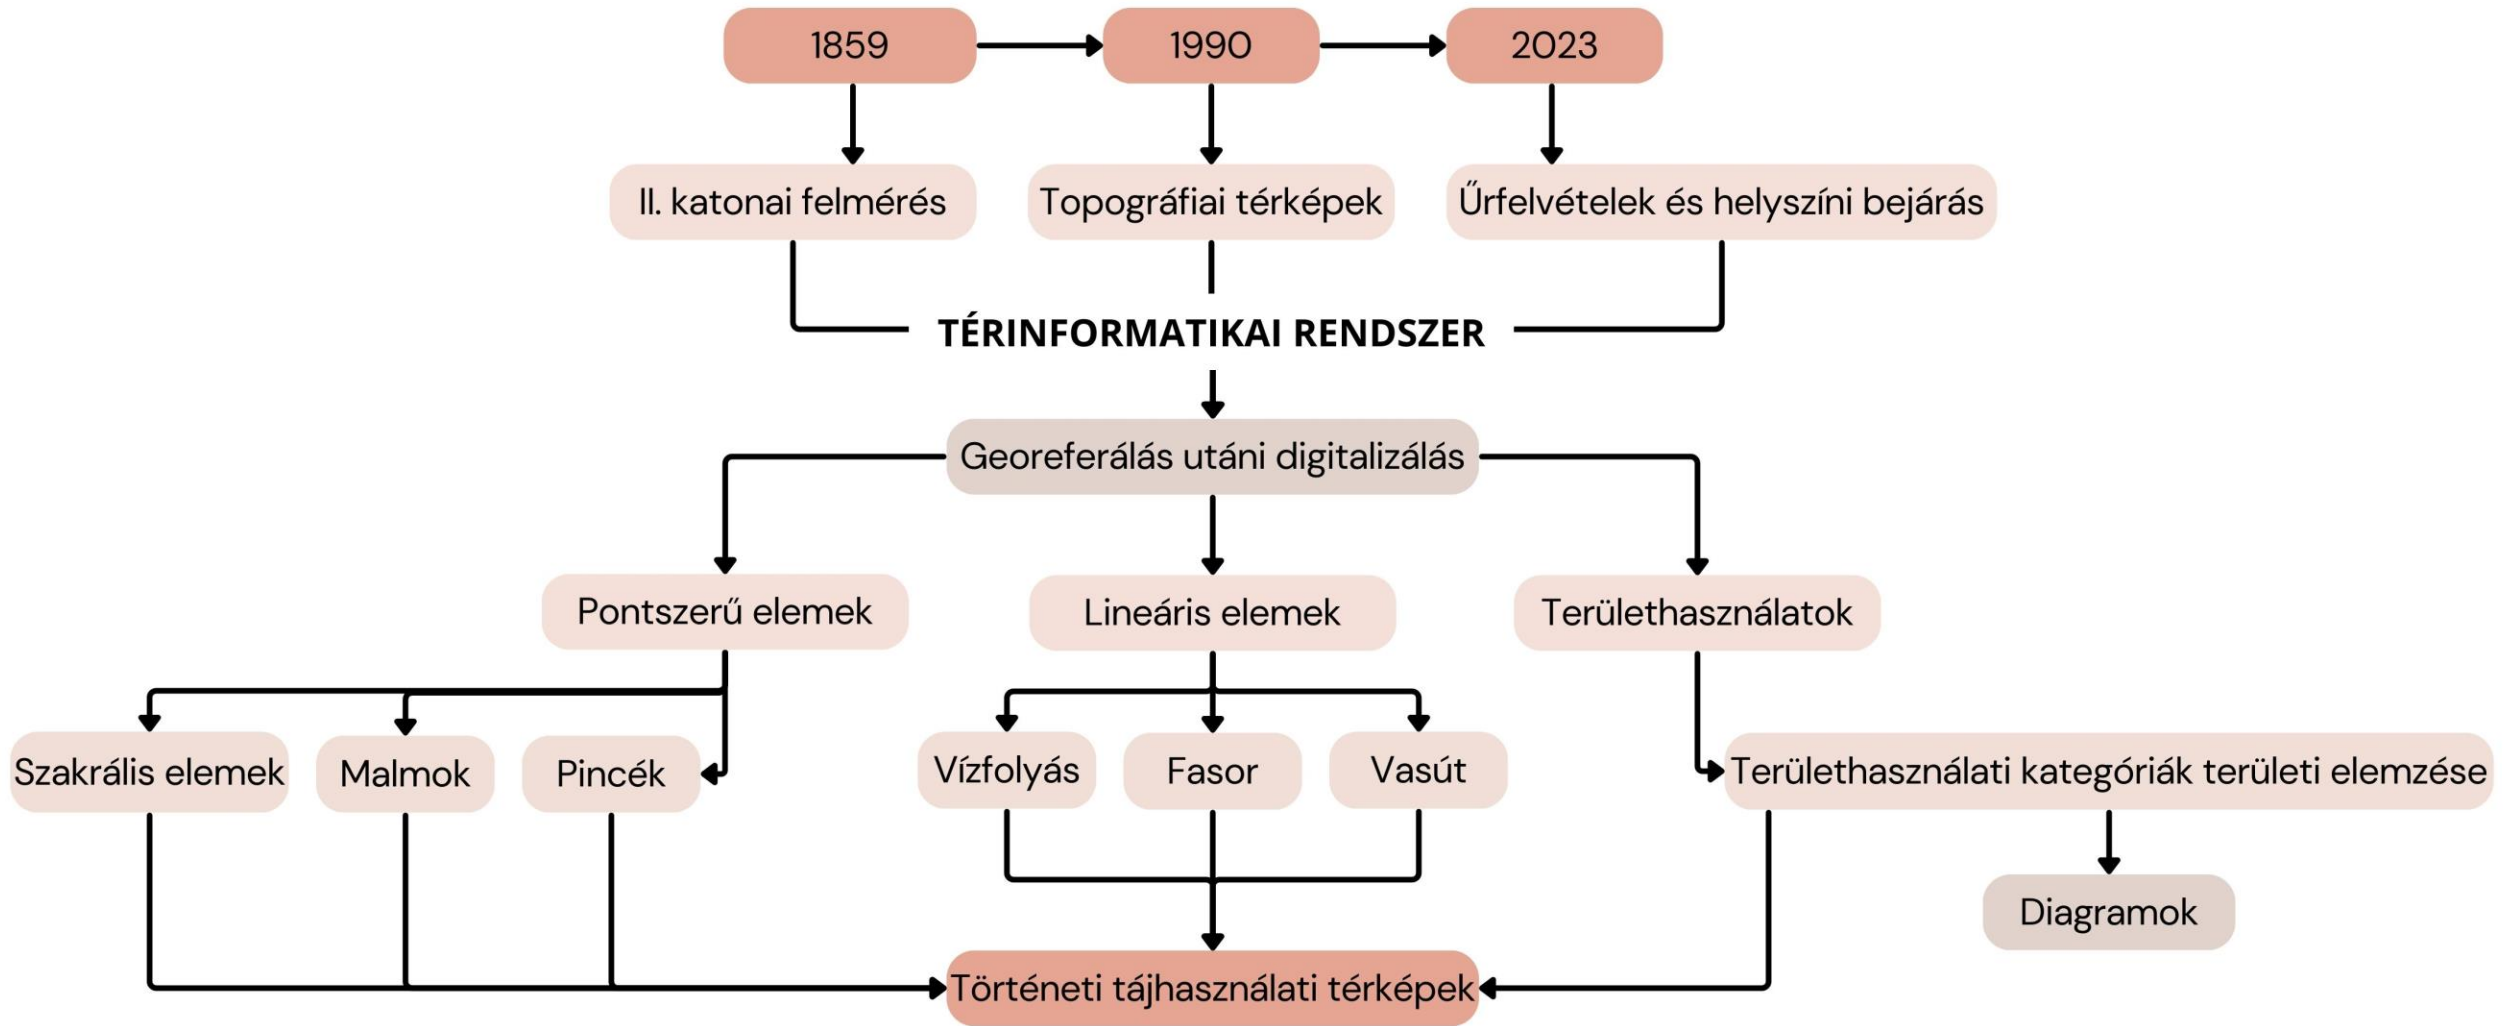 1859
1990
2023
II. katonai felmérés
Topográfiai térképek
Űrfelvételek és helyszíni bejárás
TÉRINFORMATIKAI RENDSZER
Georeferálás utáni digitalizálás
Pontszerű elemek
Lineáris elemek
Területhasználatok
Szakrális elemek
Malmok
Pincék
Vízfolyás
Fasor
Vasút
Területhasználati kategóriák területi elemzése
Diagramok
Történeti tájhasználati térképek